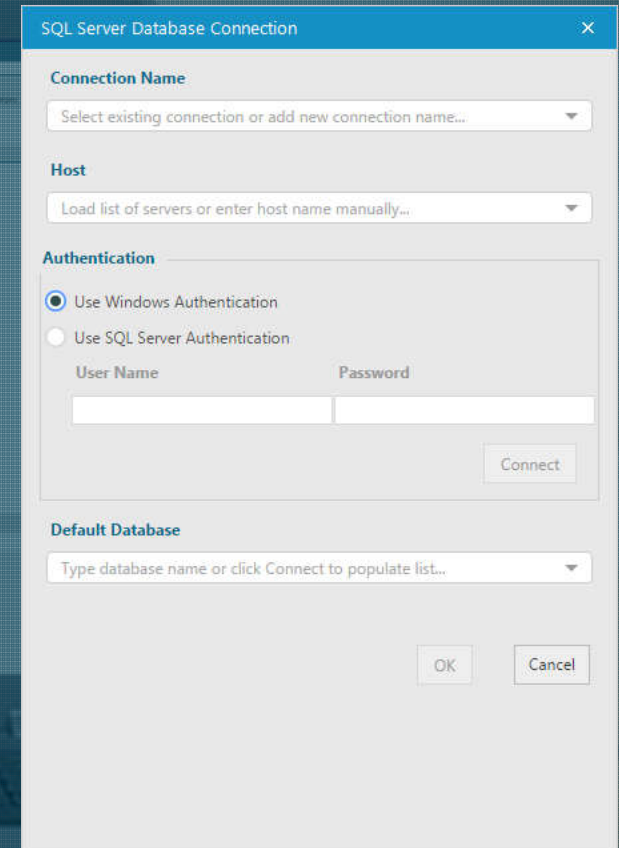 SQL Server Database Connection
Connection Name
Select existing connection or add new connection name...
Host
Load list of servers or enter host name manually...
Authentication
Use Windows Authentication
Use SQL Server Authentication
User Name Password
Connect
Default Database
Type database name or click Connect to populate list...
OK Cancel